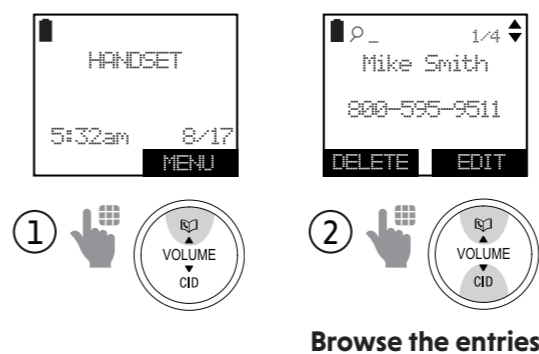 HANDSET
5:32am 8/17
MENU
1/4
Mike Smith
800-595-9511
DELETE EDIT
1
VOLUME
CID
2
VOLUME
CID
Browse the entries